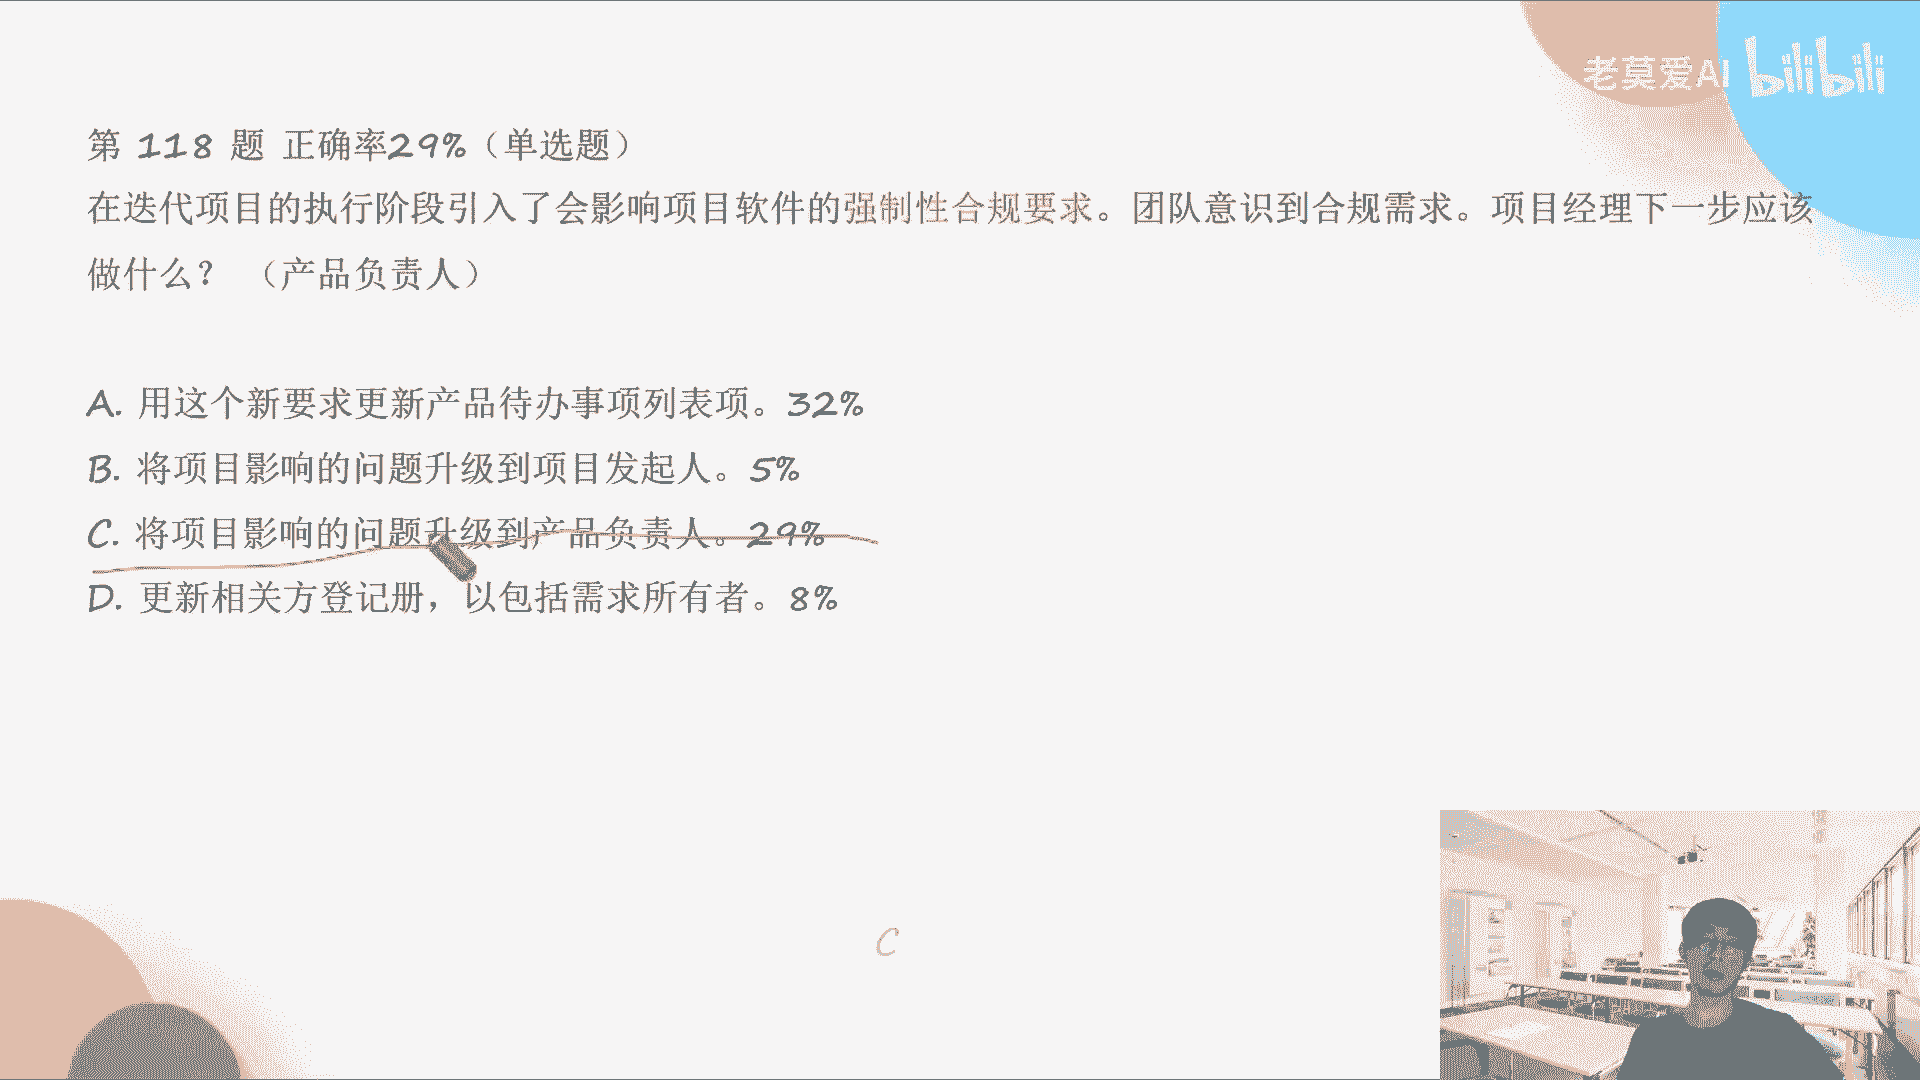 老莫爱AI bilibili
第 118 题 正确率29%（单选题）
在迭代项目的执行阶段引入了会影响项目软件的强制性合规要求。团队意识到合规需求。项目经理下一步应该
做什么？ （产品负责人）
A. 用这个新要求更新产品待办事项列表项。32%
B. 将项目影响的问题升级到项目发起人。5%
C. 将项目影响的问题升级到产品负责人。29%
D. 更新相关方登记册，以包括需求所有者。8%
C